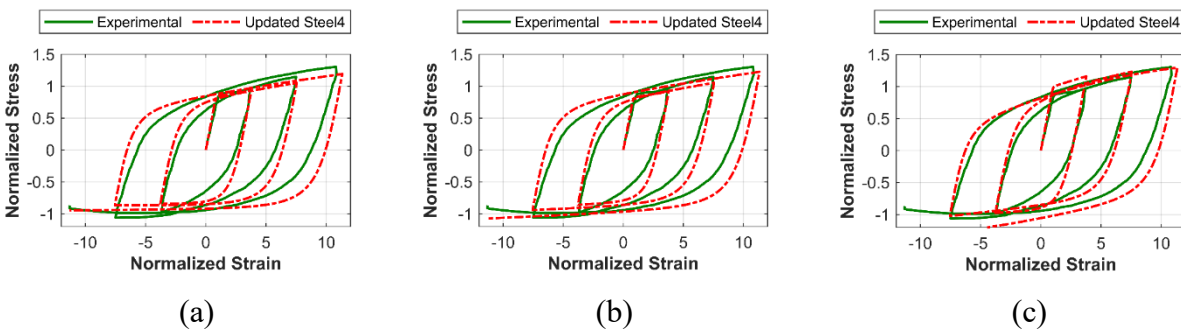 Experimental Updated Steel4
1.5
1
0.5
0
-0.5
-1
Normalized Stress
-10 -5 0 5 10
Normalized Strain
(a)
Experimental Updated Steel4
1.5
1
0.5
0
-0.5
-1
Normalized Stress
-10 -5 0 5 10
Normalized Strain
(b)
Experimental Updated Steel4
1.5
1
0.5
0
-0.5
-1
Normalized Stress
-10 -5 0 5 10
Normalized Strain
(c)